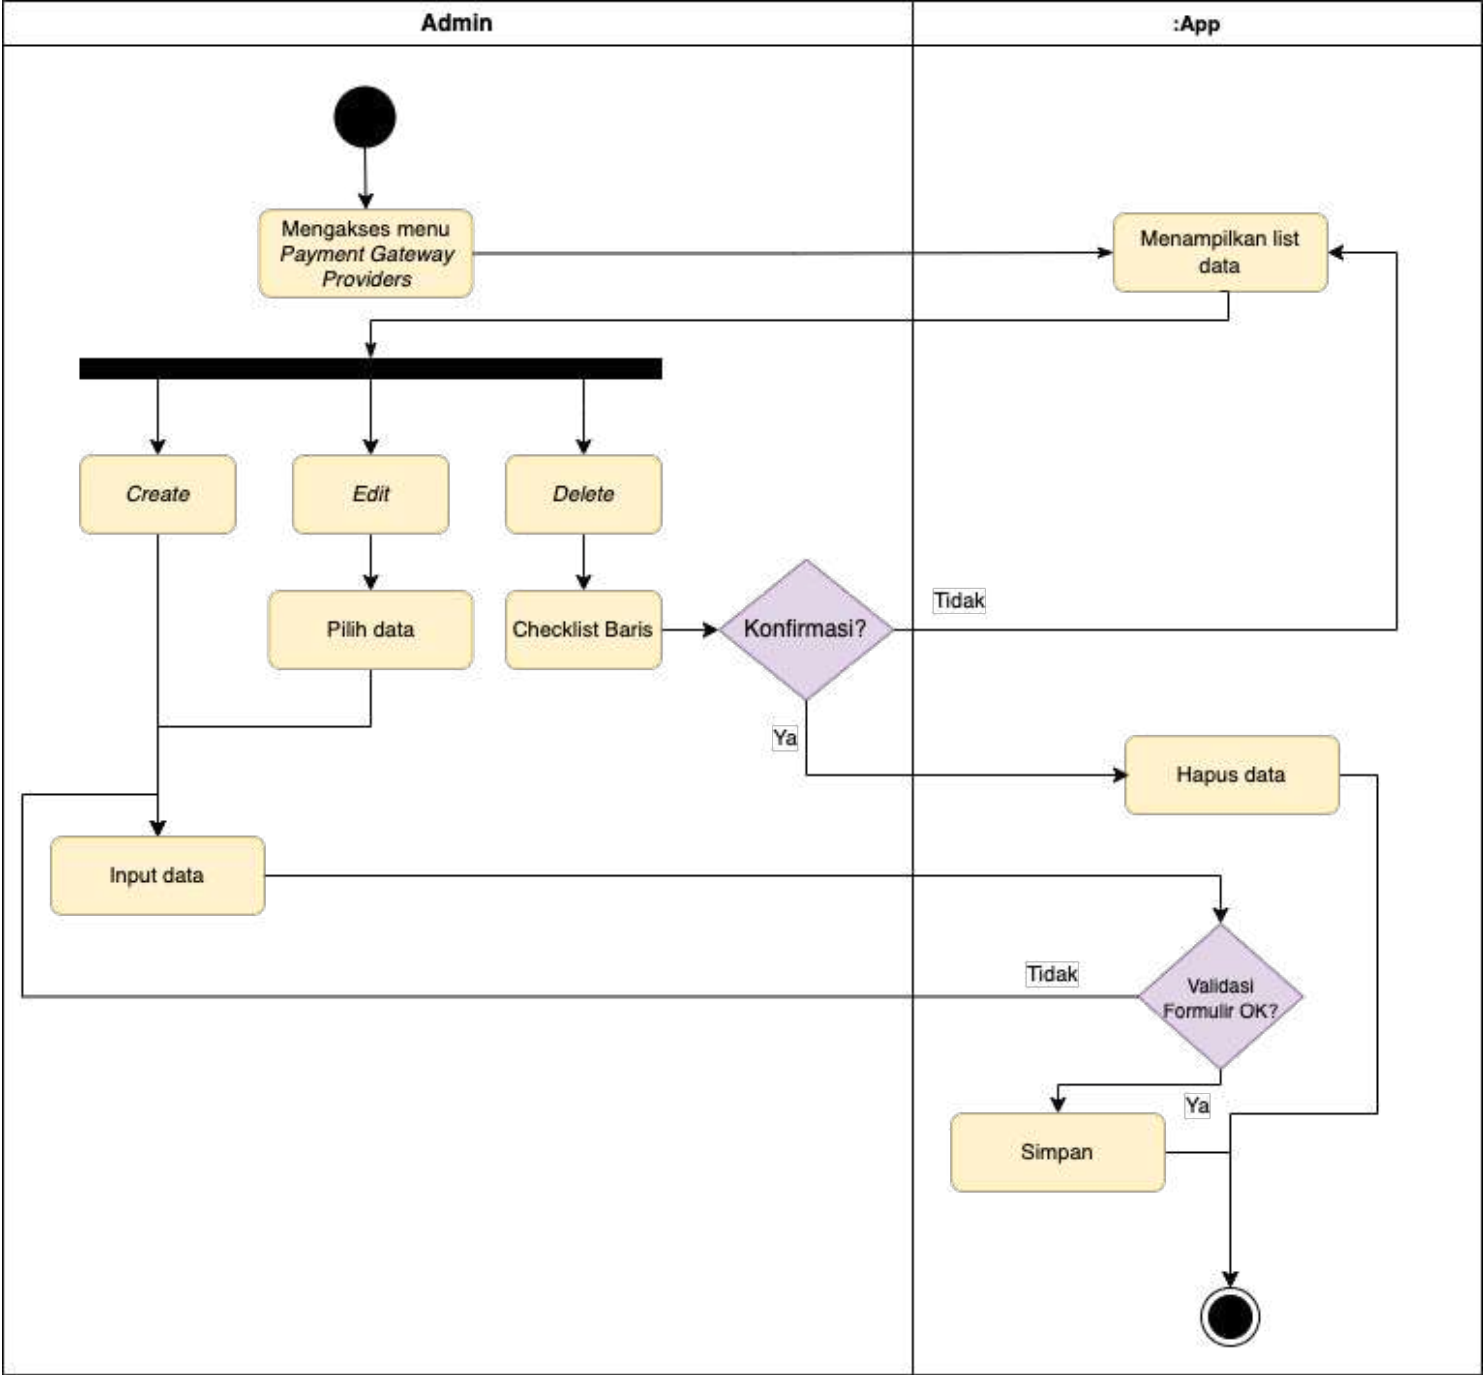 Admin
:App
Mengakses menu
Payment Gateway
Providers
Menampilkan list
data
Create
Edit
Delete
Pilih data
Checklist Baris
Konfirmasi?
Tidak
Ya
Hapus data
Input data
Tidak
Validasi
Formulir OK?
Ya
Simpan